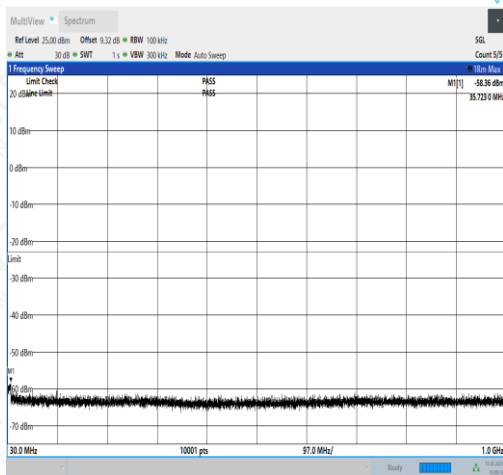 MultiView Spectrum
Ref Level 25.00 dBm Offset 9.32 dB RBW 100 kHz SGL
Att 30 dB SWT 1 s VBW 300 kHz Mode Auto Sweep Count 5/5
1 Frequency Sweep 1Rm Max
Limit Check PASS M1[1] -58.36 dBm
20 dBm Line Limit PASS 35.723 0 MHz
10 dBm
0 dBm
-10 dBm
-20 dBm
Limit
-30 dBm
-40 dBm
-50 dBm
M1
-60 dBm
-70 dBm
30.0 MHz 10001 pts 97.0 MHz/ 1.0 GHz
Ready